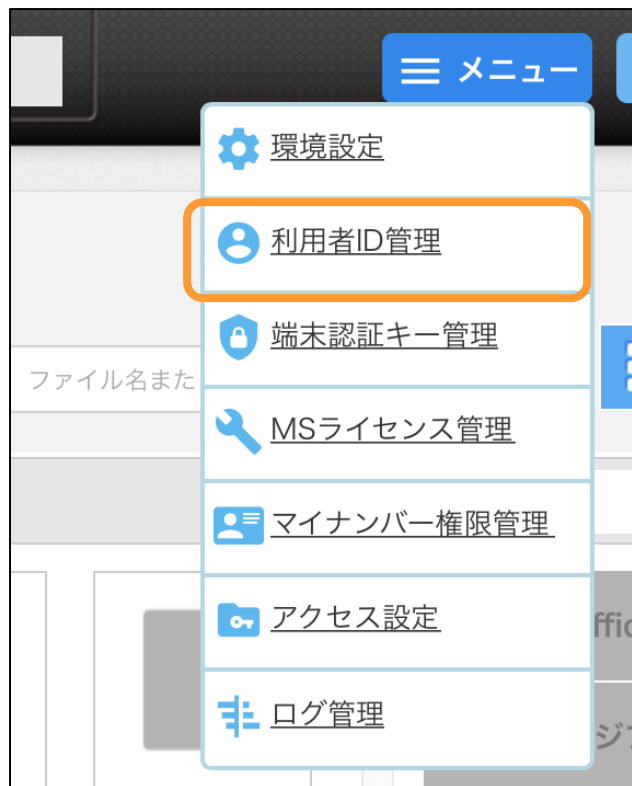 メニュー
環境設定
利用者ID管理
端末認証キー管理
ファイル名また
MSライセンス管理
マイナンバー権限管理
アクセス設定
ログ管理